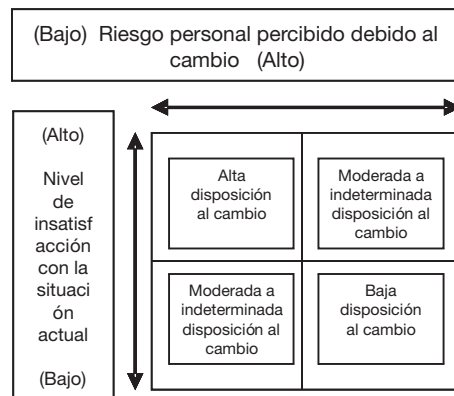 (Bajo) Riesgo personal percibido debido al
cambio (Alto)
(Alto)
Nivel
de
insatisf
acción
con la
situaci
ón
actual
(Bajo)
Alta
disposición
al cambio
Moderada a
indeterminada
disposición al
cambio
Moderada a
indeterminada
disposición al
cambio
Baja
disposición
al cambio